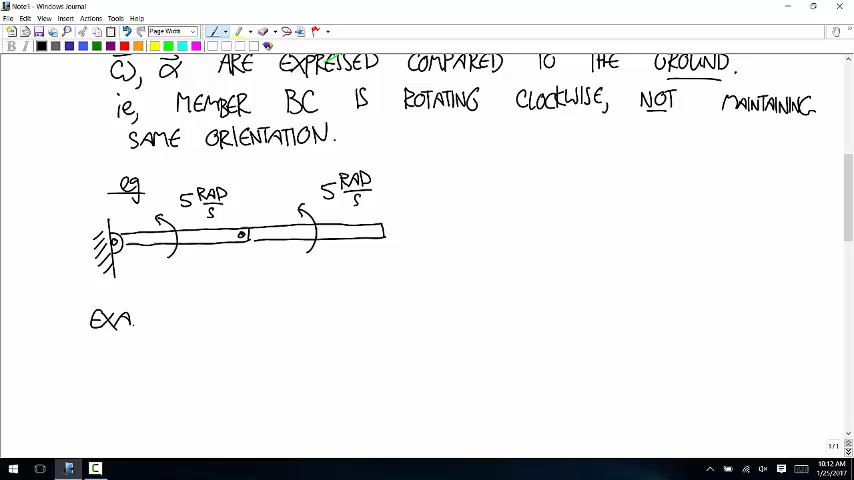 Note1 - Windows Journal
File Edit View Insert Actions Tools Help
Page Width
B I
ω, α ARE EXPRESSED COMPARED TO THE GROUND.
ie, MEMBER BC IS ROTATING CLOCKWISE, NOT MAINTAINING
SAME ORIENTATION.
eg
5 RAD/S
5 RAD/S
EXA
1/1
10:12 AM
1/25/2017